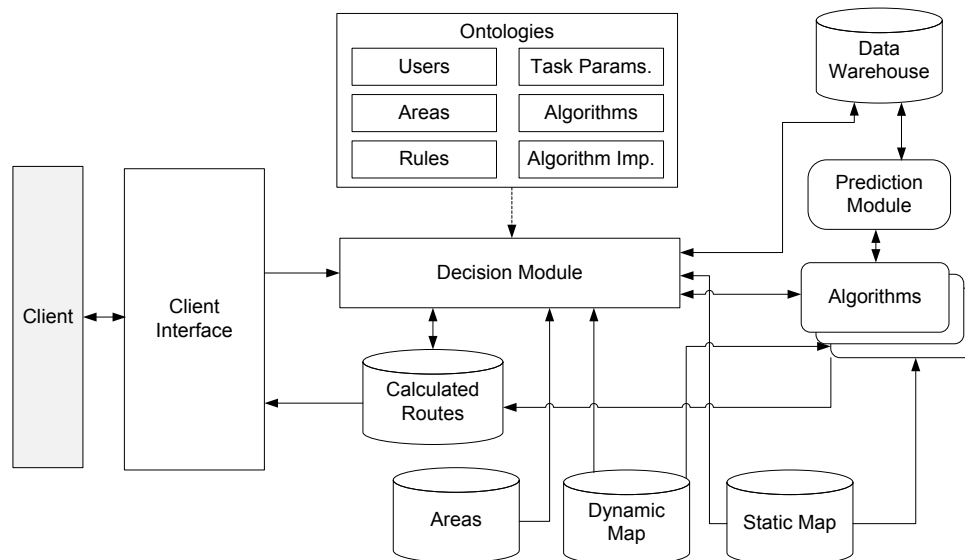 Ontologies
Users
Task Params.
Areas
Algorithms
Rules
Algorithm Imp.
Data
Warehouse
Prediction
Module
Decision Module
Algorithms
Client
Client
Interface
Calculated
Routes
Areas
Dynamic
Map
Static Map